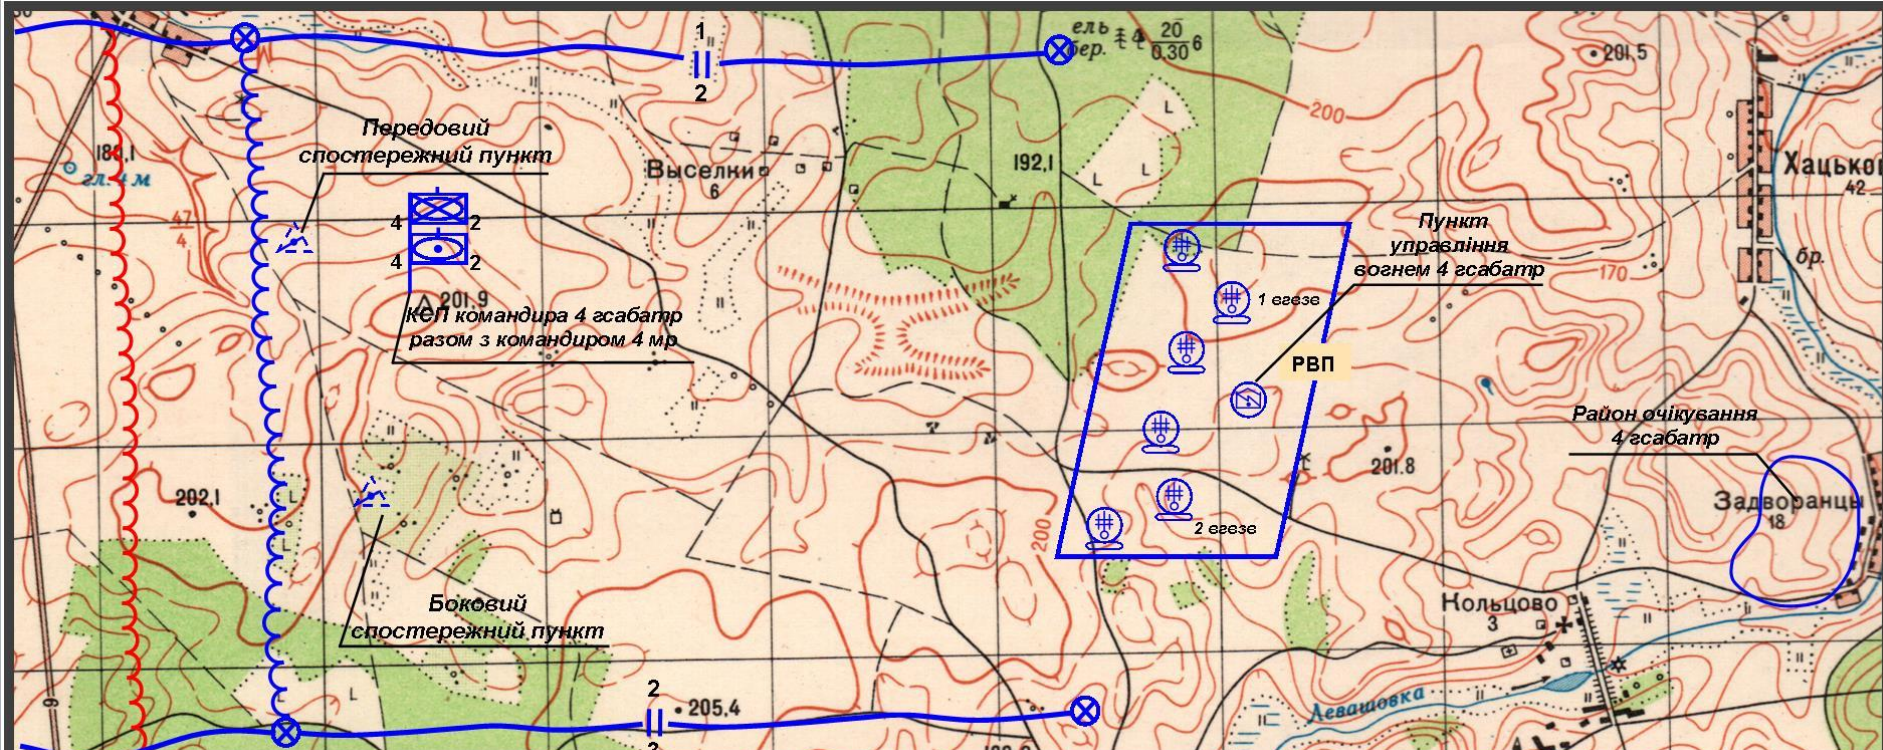 1
2
ель 4 20
бер. 0.30 6
201,5
200
Передовий
спостережний пункт
гл. 4 м
Выселки
6
192,1
Хацько
42
47
4
4 2
4 2
Пункт
управління
вогнем 4 гсабатр
170
бр.
201,9
КСП командира 4 гсабатр
разом з командиром 4 мр
1 вгвзв
РВП
Район очікування
4 гсабатр
201.8
202,1
Задворанцы
18
200
2 вгвзв
Боковий
спостережний пункт
Кольцово
3
2
205.4
Левашовка
9